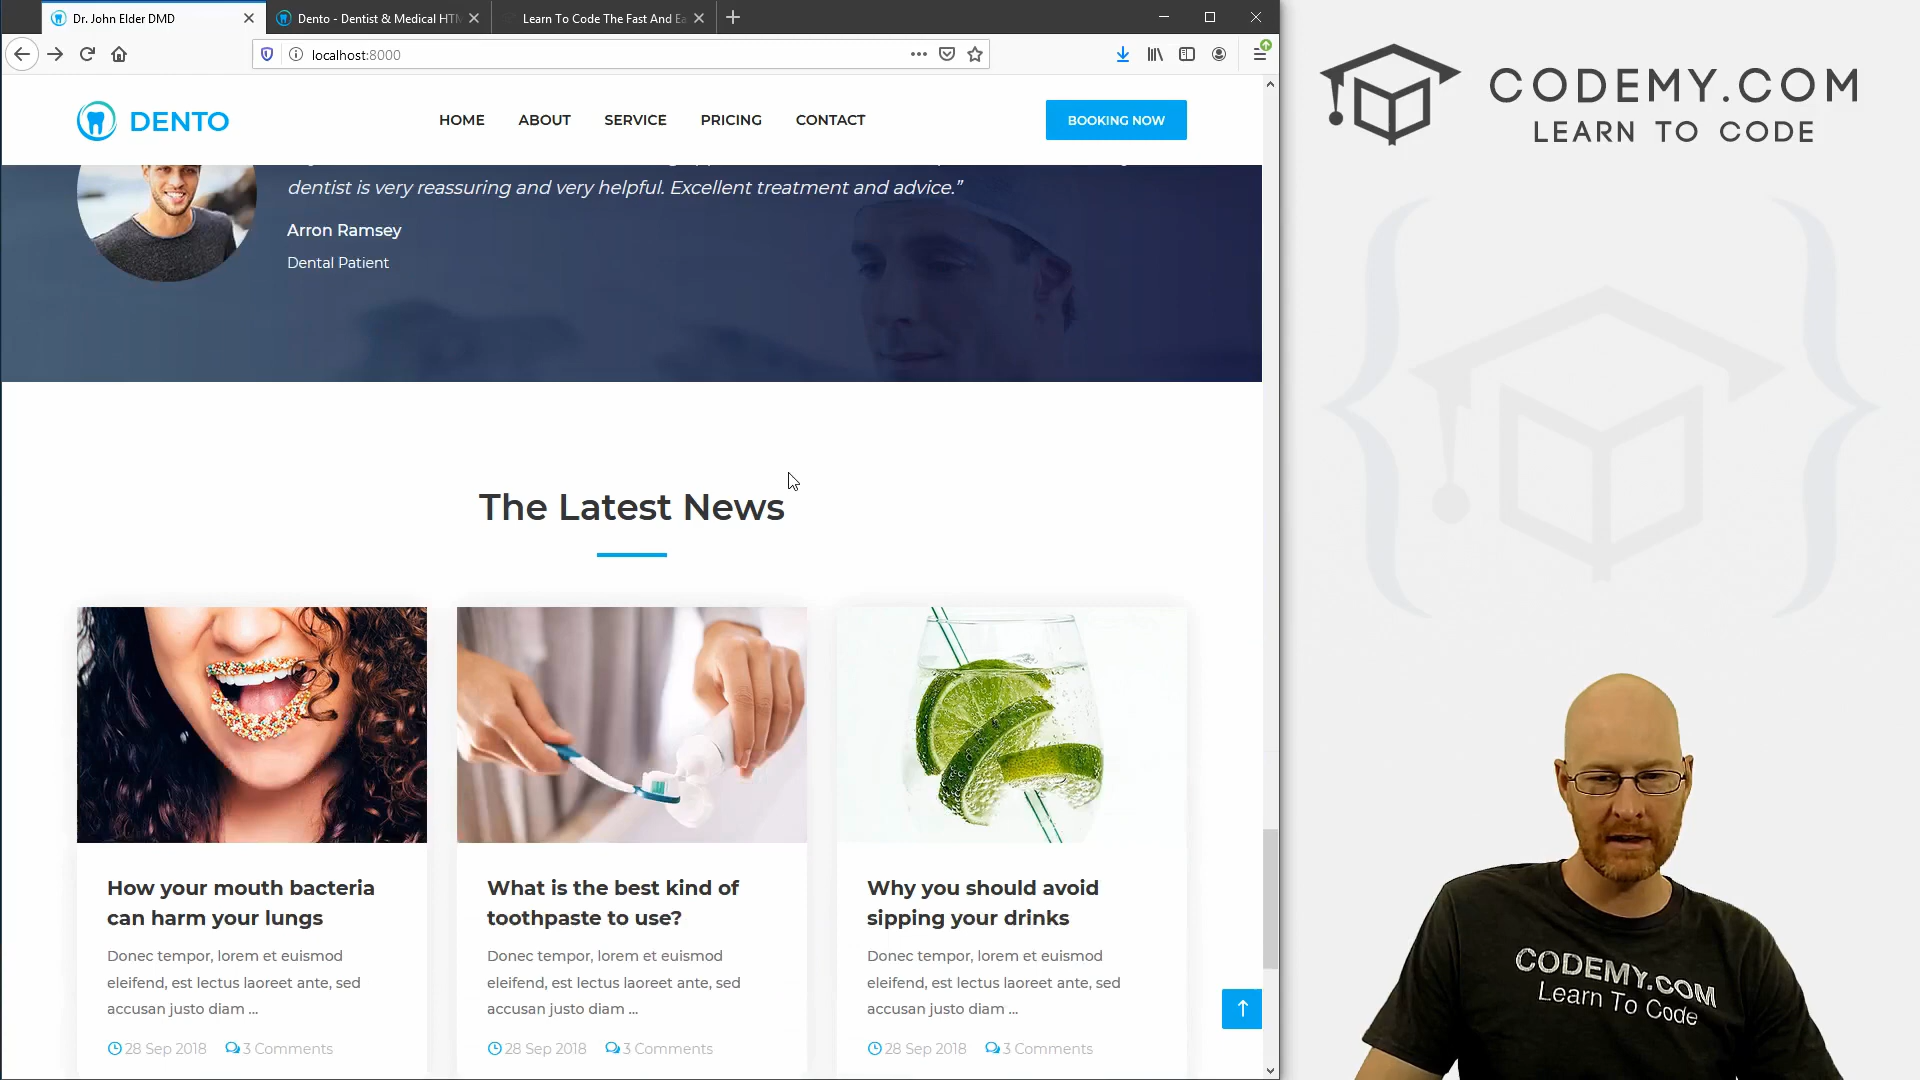 Dr. John Elder DMD
Dento - Dentist & Medical HTM
Learn To Code The Fast And Ea
localhost:8000
DENTO
HOME
ABOUT
SERVICE
PRICING
CONTACT
BOOKING NOW
dentist is very reassuring and very helpful. Excellent treatment and advice.”
Arron Ramsey
Dental Patient
The Latest News
How your mouth bacteria
can harm your lungs
Donec tempor, lorem et euismod
eleifend, est lectus laoreet ante, sed
accusan justo diam ...
28 Sep 2018
3 Comments
What is the best kind of
toothpaste to use?
Donec tempor, lorem et euismod
eleifend, est lectus laoreet ante, sed
accusan justo diam ...
28 Sep 2018
3 Comments
Why you should avoid
sipping your drinks
Donec tempor, lorem et euismod
eleifend, est lectus laoreet ante, sed
accusan justo diam ...
28 Sep 2018
3 Comments
CODEMY.COM
LEARN TO CODE
CODEMY.COM
Learn To Code